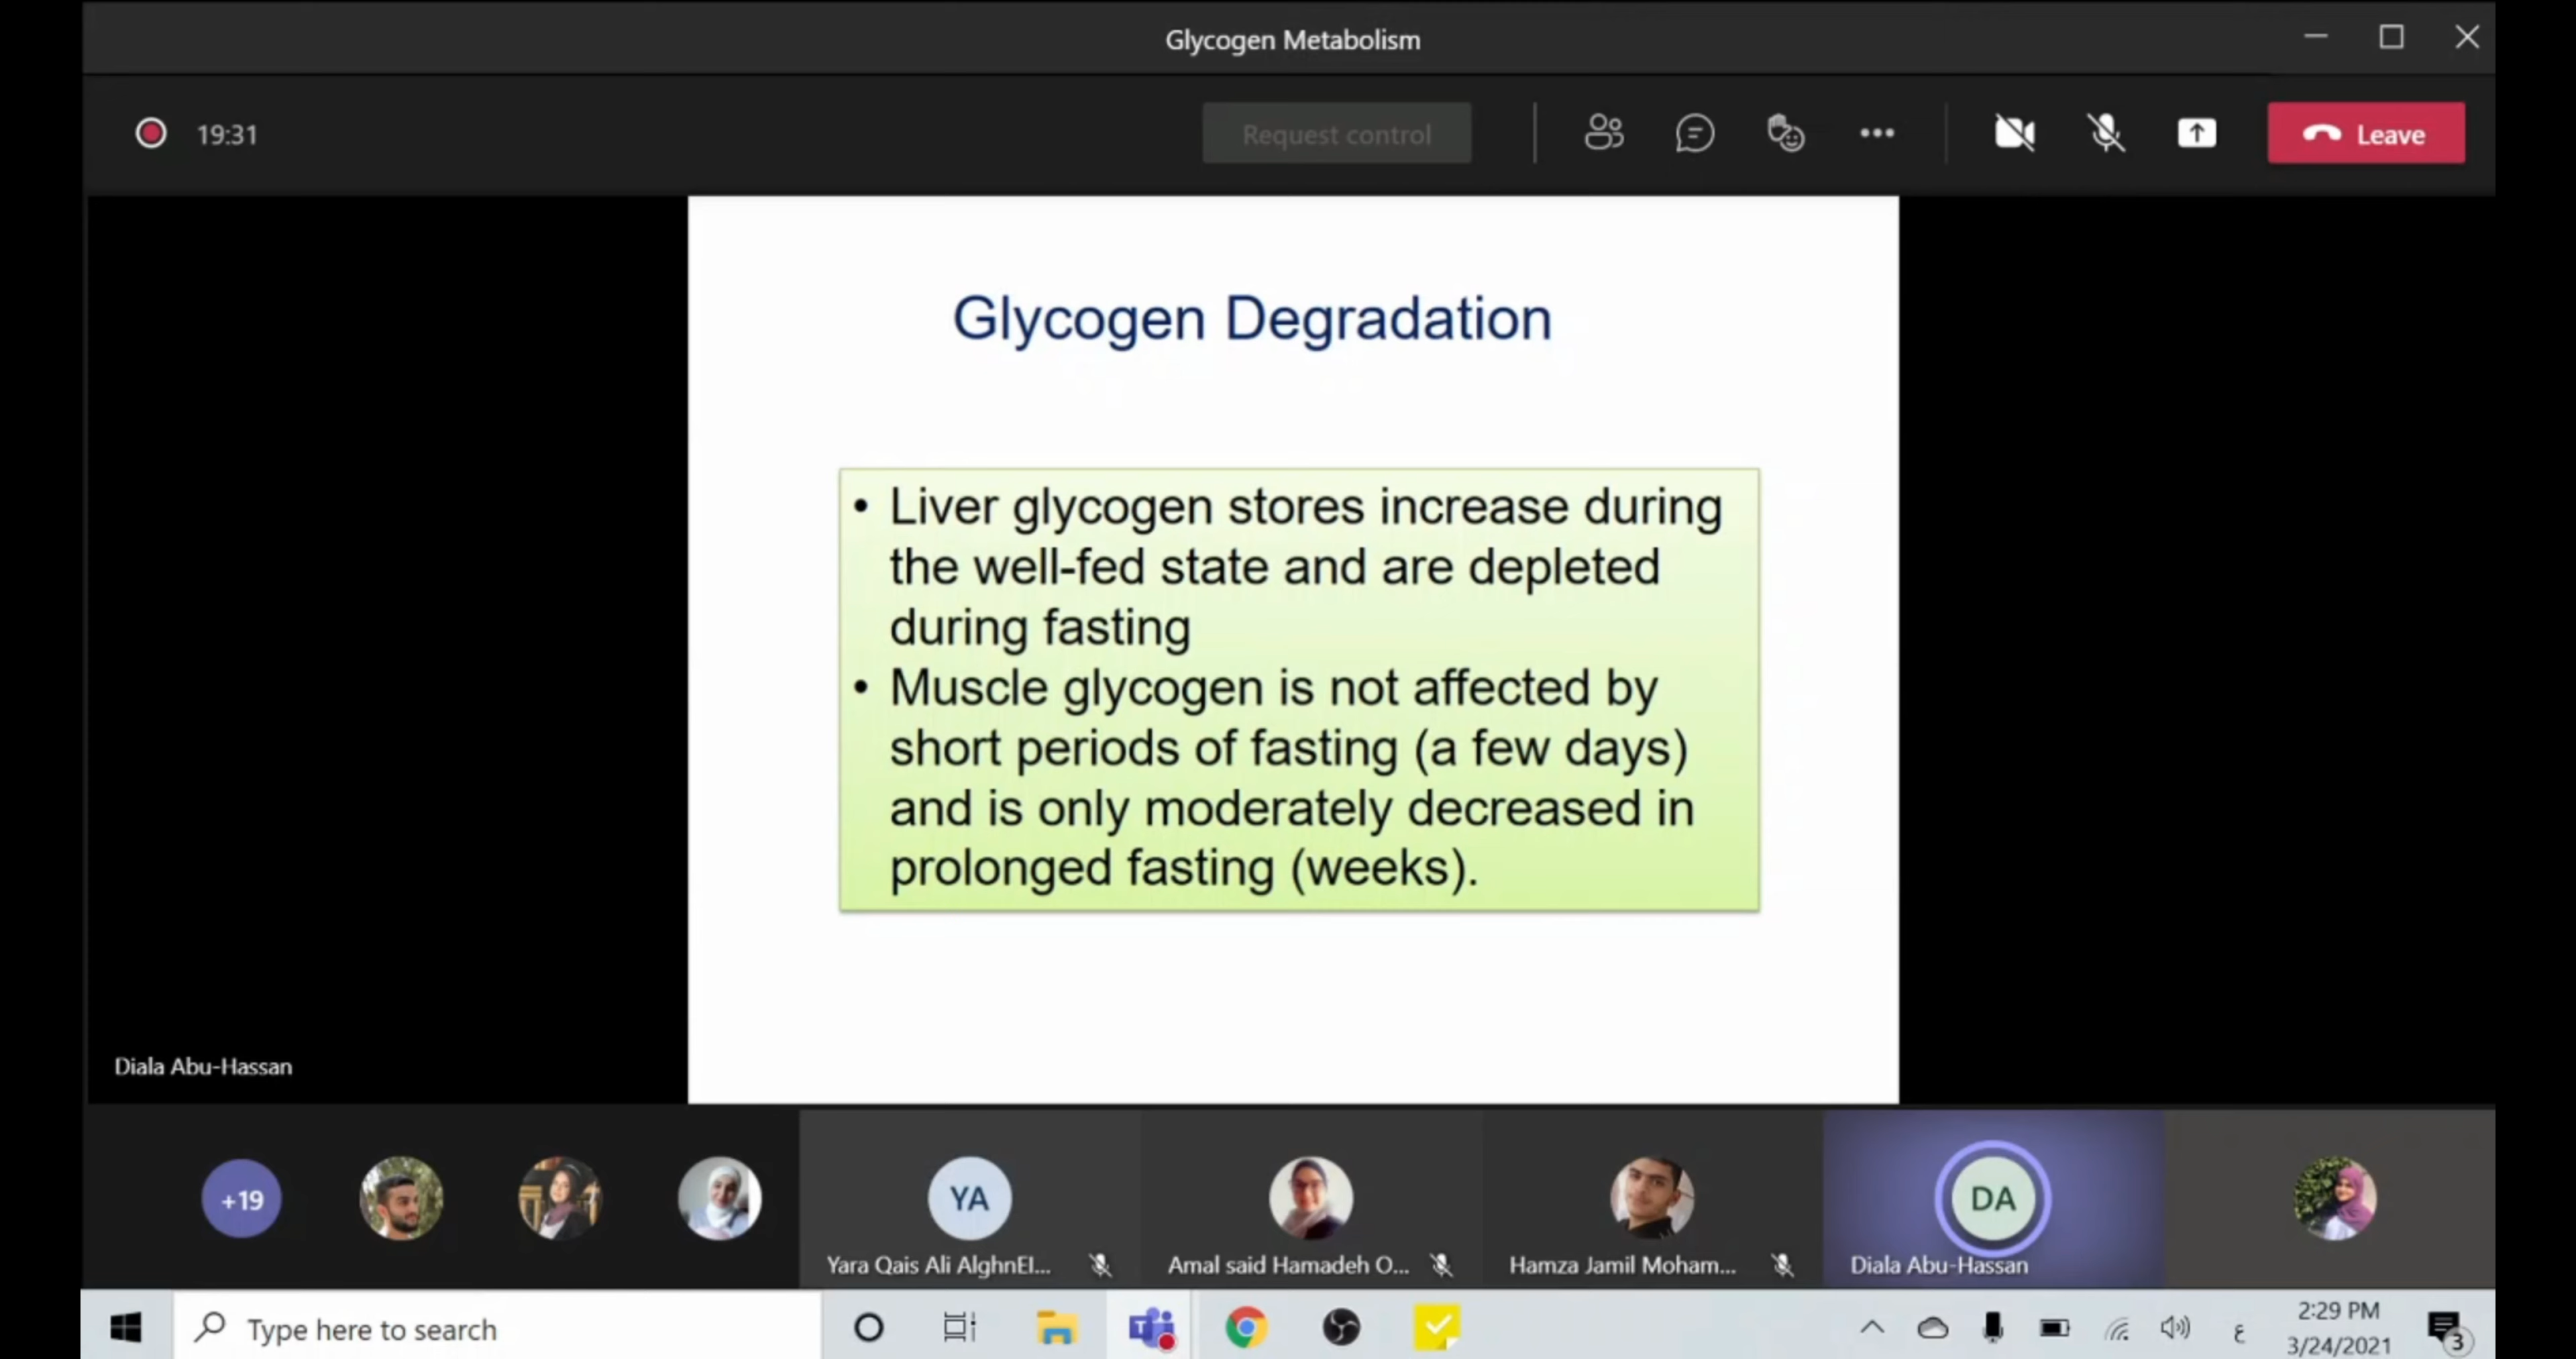 Glycogen Metabolism
19:31
Request control
Leave
Glycogen Degradation
• Liver glycogen stores increase during
the well-fed state and are depleted
during fasting
• Muscle glycogen is not affected by
short periods of fasting (a few days)
and is only moderately decreased in
prolonged fasting (weeks).
Diala Abu-Hassan
+19
YA
DA
Yara Qais Ali AlghnEI...
Amal said Hamadeh O...
Hamza Jamil Moham...
Diala Abu-Hassan
Type here to search
ع
2:29 PM
3/24/2021
3